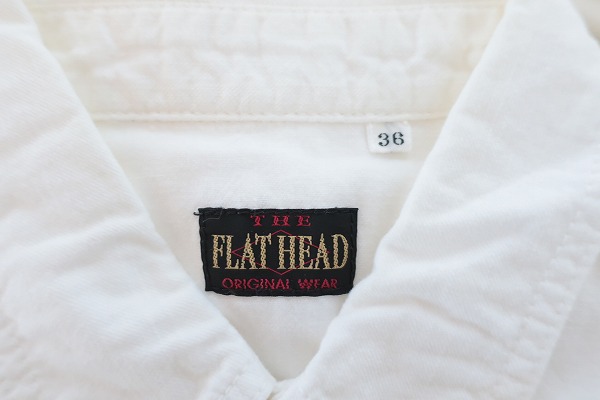 36
THE
FLAT HEAD
ORIGINAL WEAR